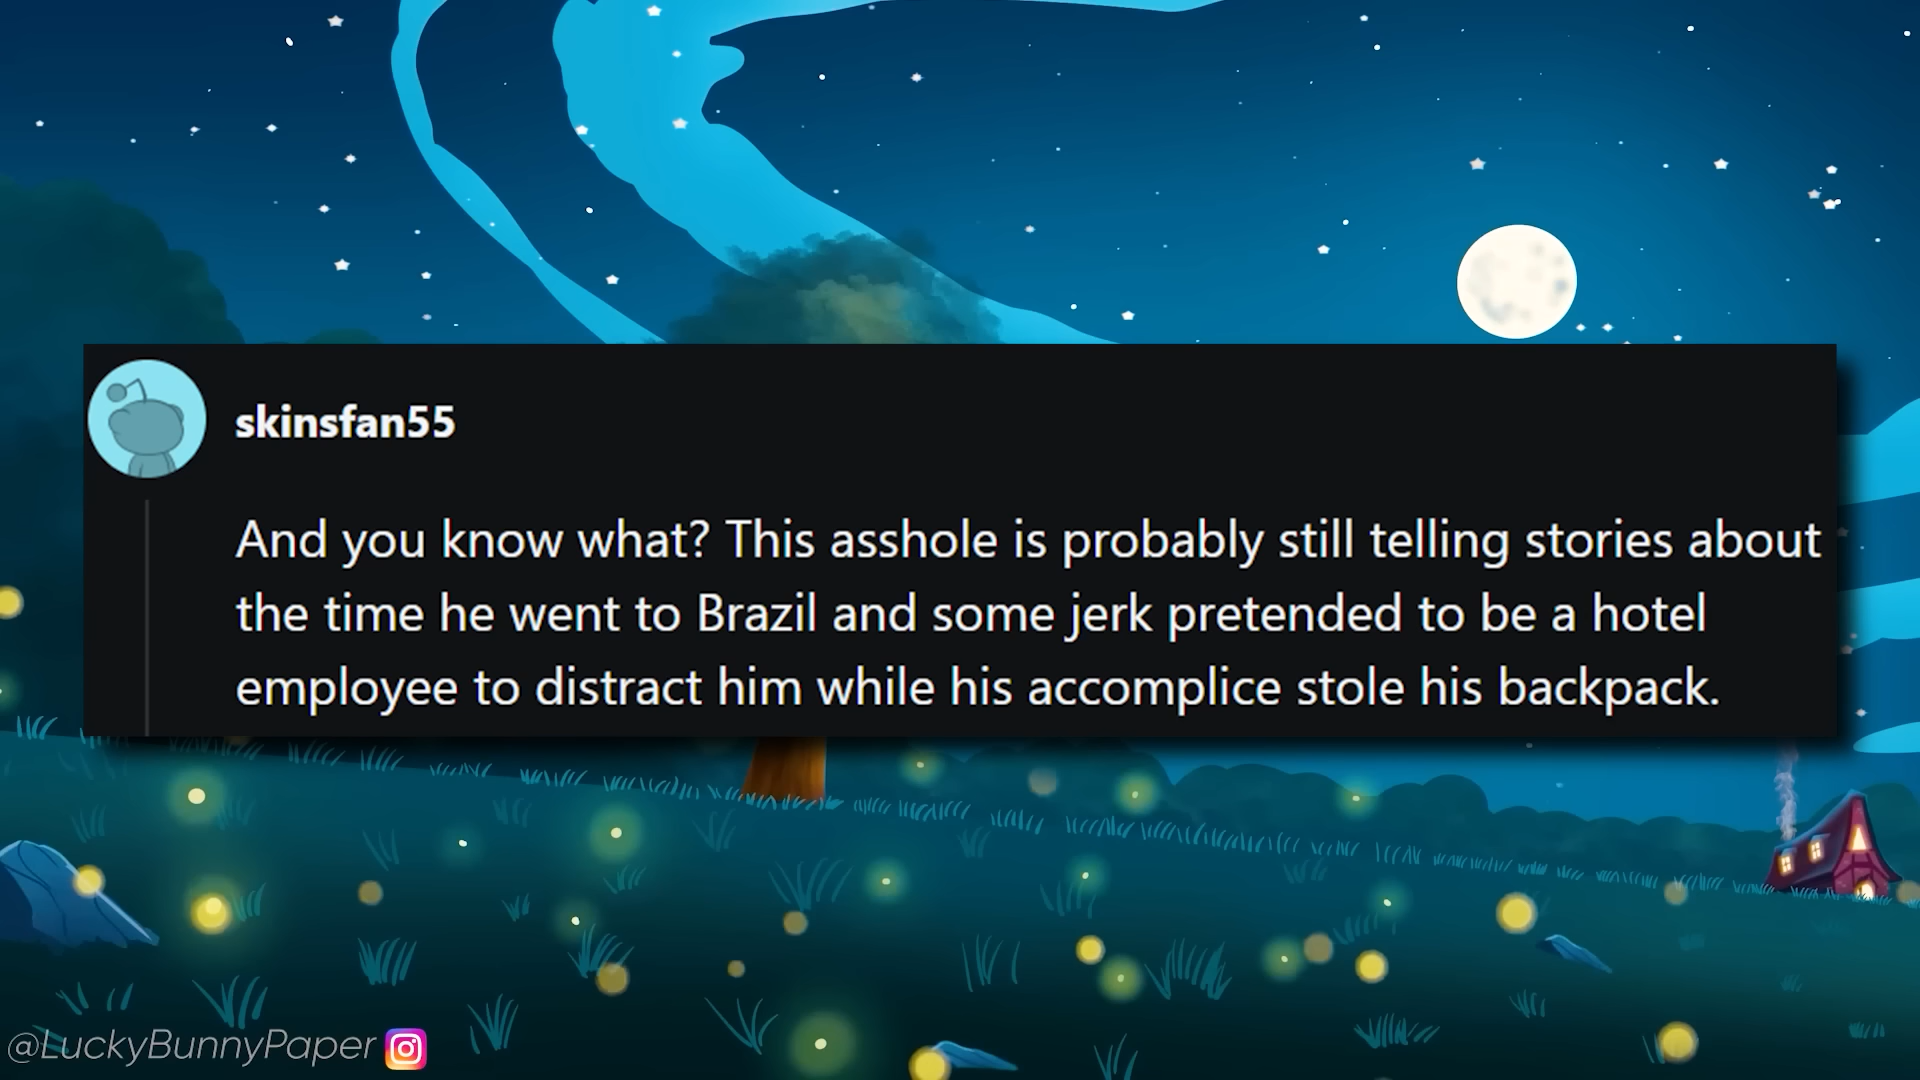 skinsfan55
And you know what? This asshole is probably still telling stories about
the time he went to Brazil and some jerk pretended to be a hotel
employee to distract him while his accomplice stole his backpack.
@LuckyBunnyPaper